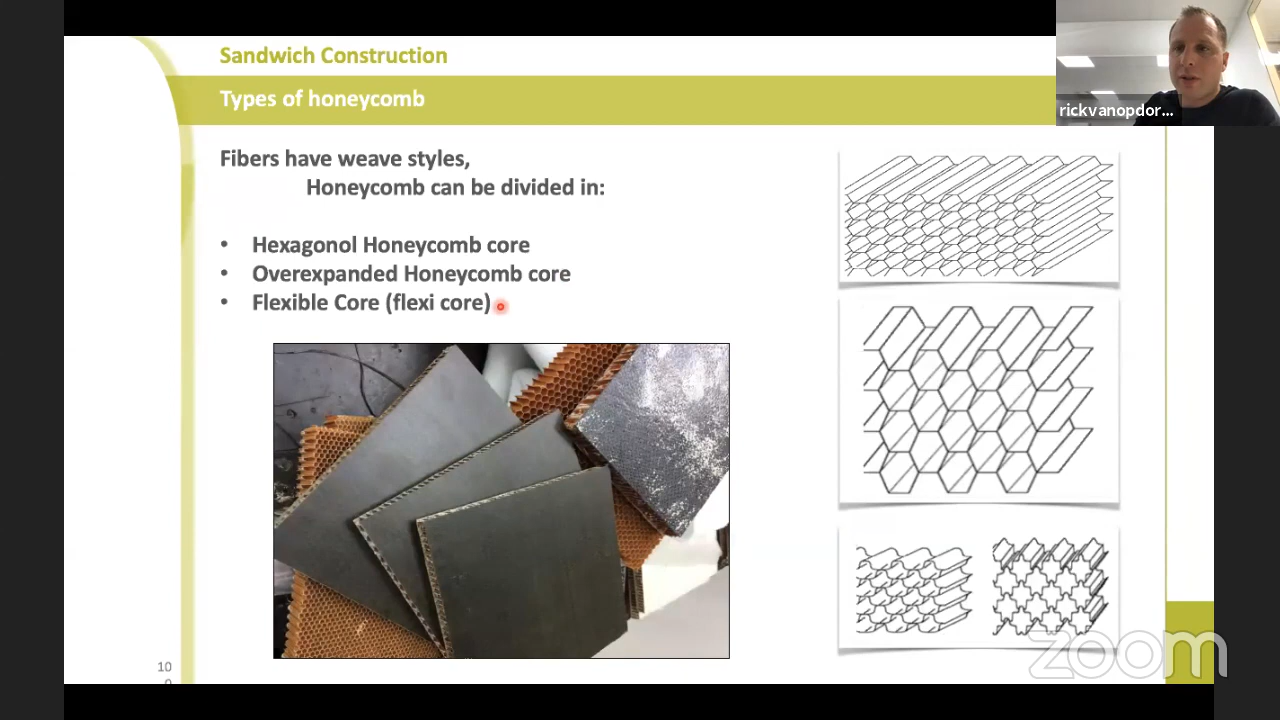 Sandwich Construction
Types of honeycomb
rickvanopdor...
Fibers have weave styles,
Honeycomb can be divided in:
• Hexagonol Honeycomb core
• Overexpanded Honeycomb core
• Flexible Core (flexi core)
10
zoom